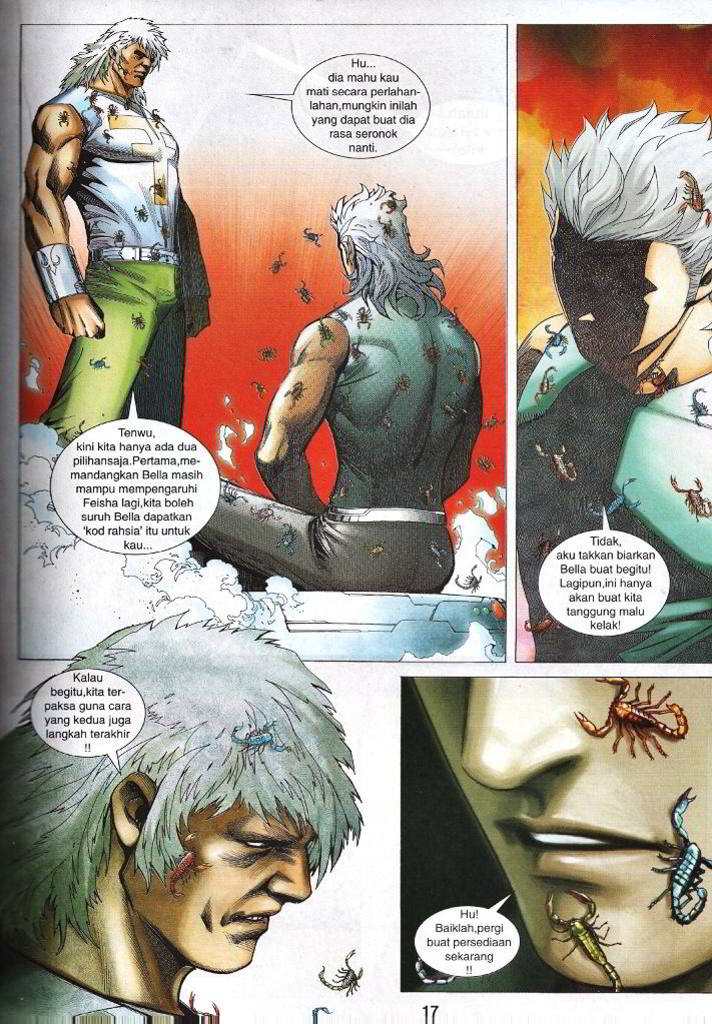 Hu...
dia mahu kau
mati secara perlahan-
lahan,mungkin inilah
yang dapat buat dia
rasa seronok
nanti.
Tenwu,
kini kita hanya ada dua
pilihansaja.Pertama,me-
mandangkan Bella masih
mampu mempengaruhi
Feisha lagi,kita boleh
suruh Bella dapatkan
'kod rahsia' itu untuk
kau...
Tidak,
aku takkan biarkan
Bella buat begitu!
Lagipun,ini hanya
akan buat kita
tanggung malu
kelak!
Kalau
begitu,kita ter-
paksa guna cara
yang kedua juga
langkah terakhir
!!
Hu!
Baiklah,pergi
buat persediaan
sekarang
!!
17